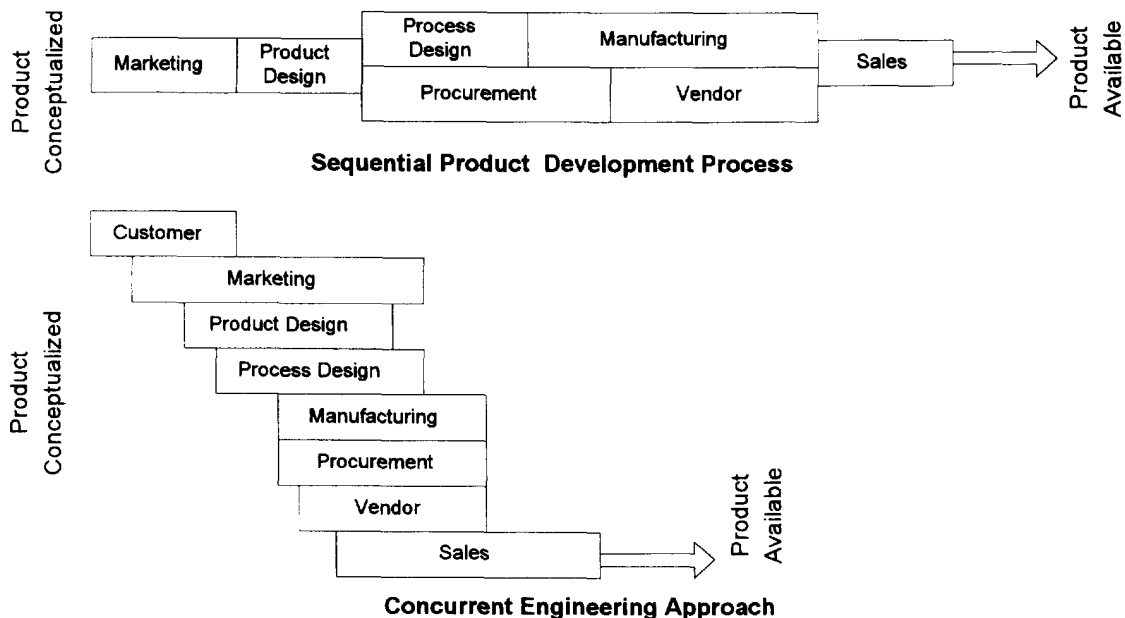 Product
Conceptualized
Marketing
Product
Design
Process
Design
Manufacturing
Procurement
Vendor
Sales
Product
Available
Sequential Product Development Process
Product
Conceptualized
Customer
Marketing
Product Design
Process Design
Manufacturing
Procurement
Vendor
Sales
Product
Available
Concurrent Engineering Approach